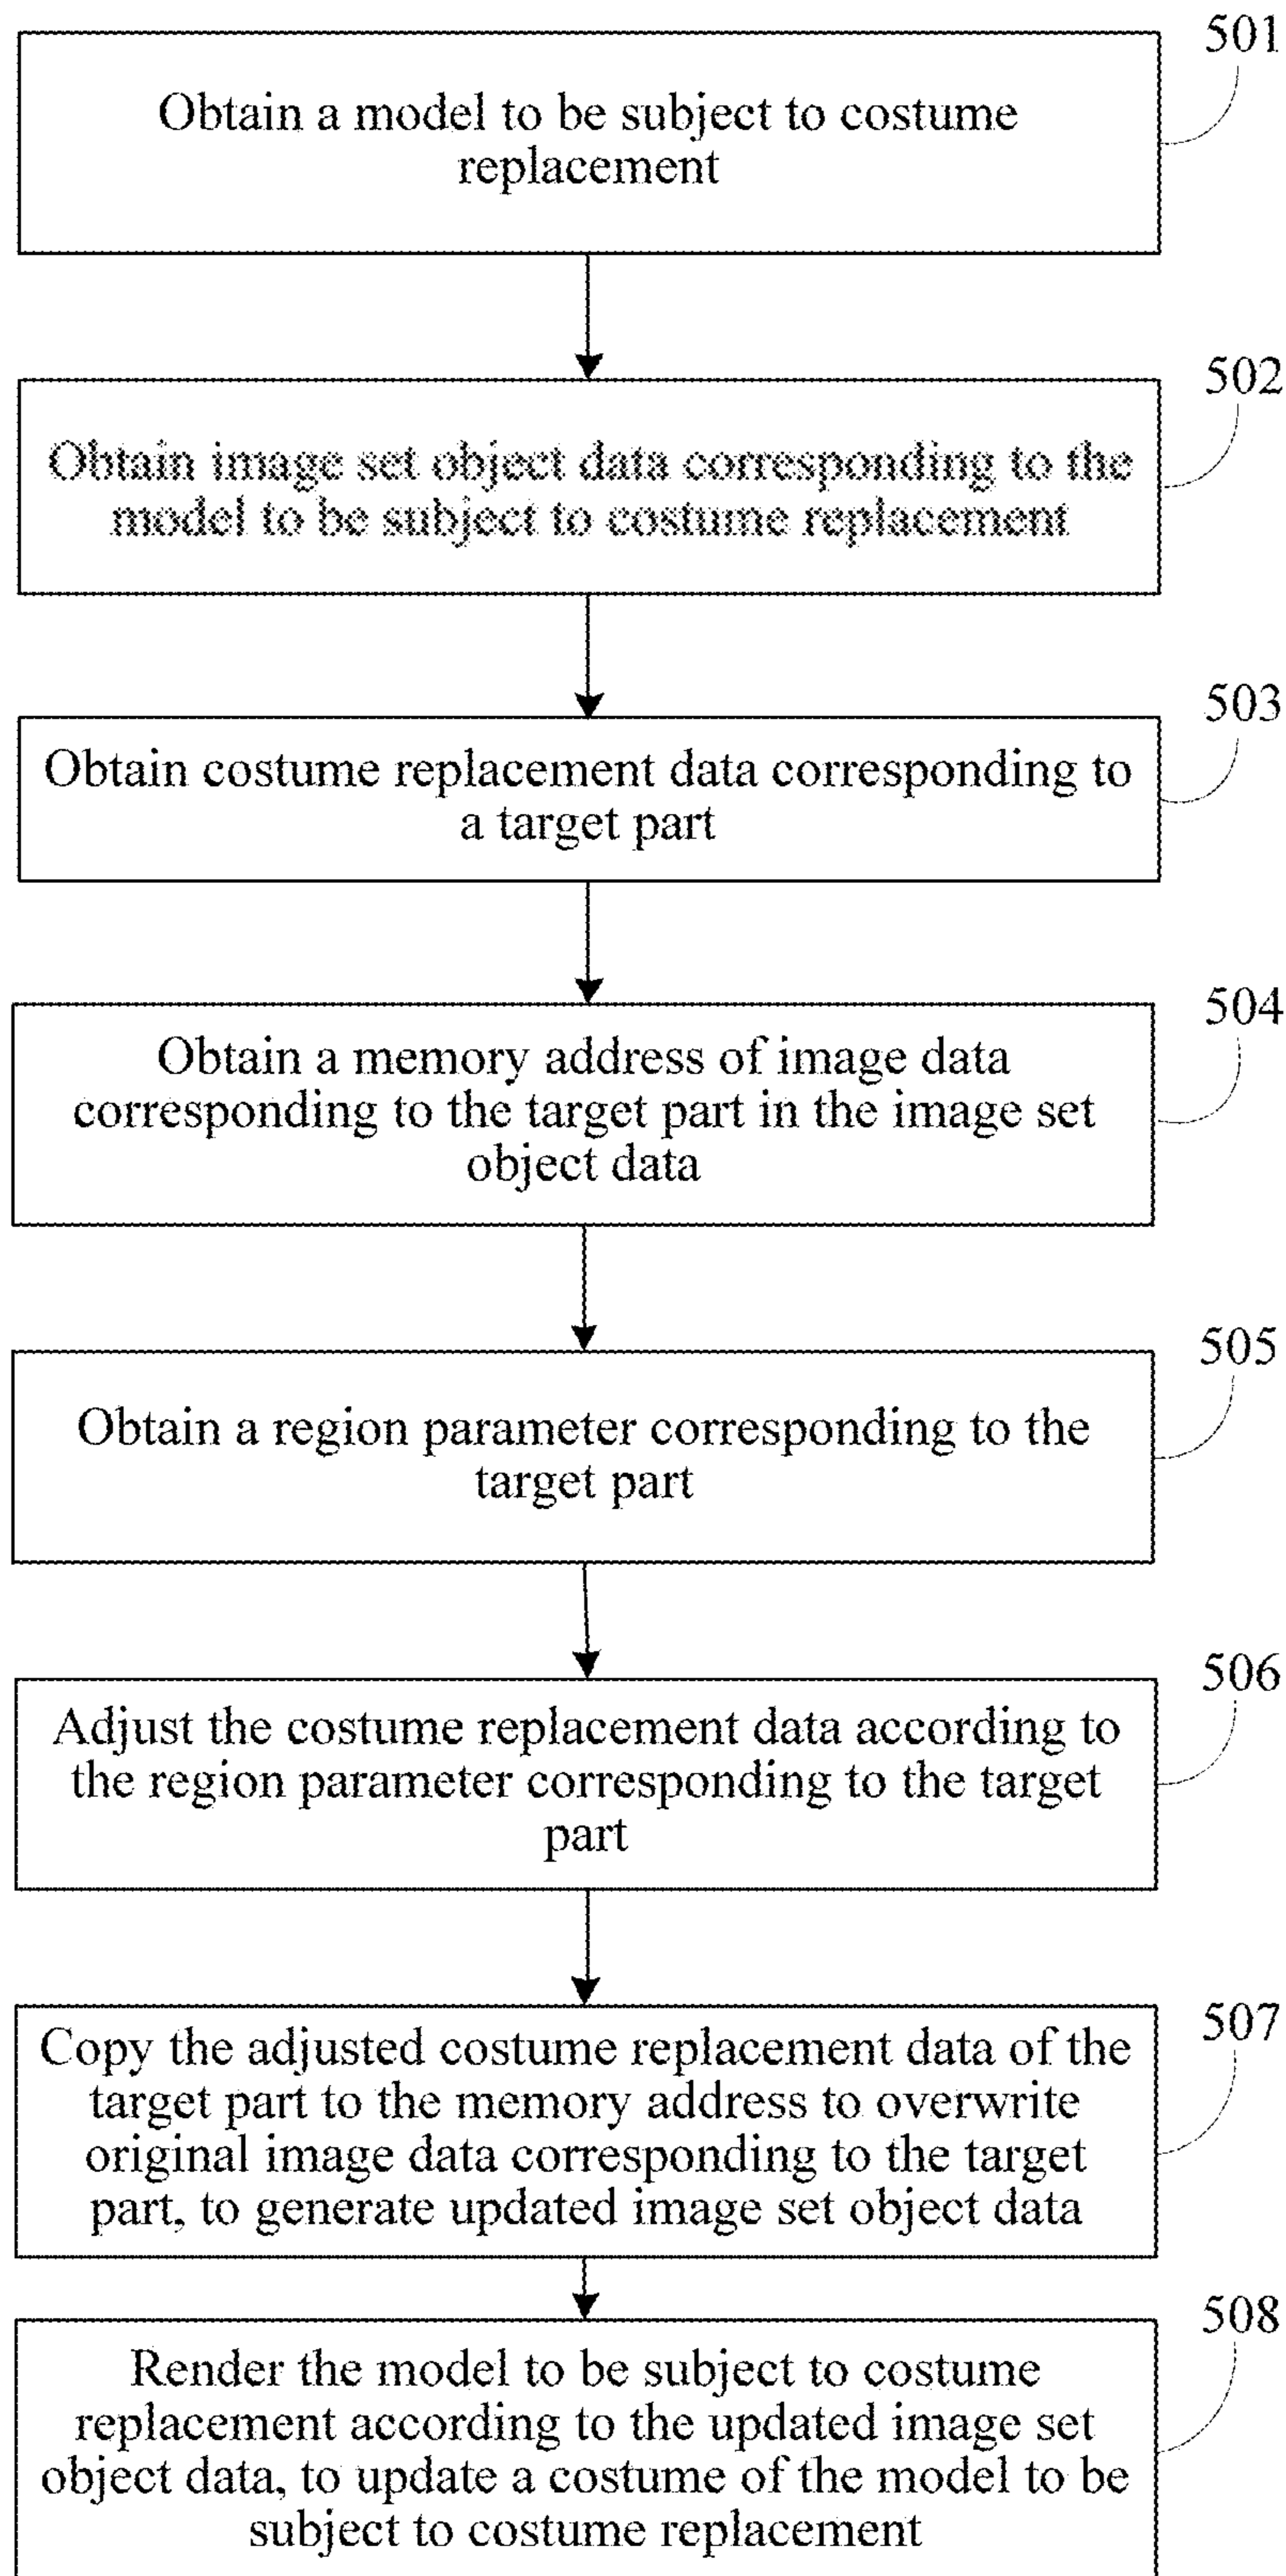 501
Obtain a model to be subject to costume
replacement
502
Obtain image set object data corresponding to the
model to be subject to costume replacement
503
Obtain costume replacement data corresponding to
a target part
504
Obtain a memory address of image data
corresponding to the target part in the image set
object data
505
Obtain a region parameter corresponding to the
target part
506
Adjust the costume replacement data according to
the region parameter corresponding to the target
part
507
Copy the adjusted costume replacement data of the
target part to the memory address to overwrite
original image data corresponding to the target
part, to generate updated image set object data
508
Render the model to be subject to costume
replacement according to the updated image set
object data, to update a costume of the model to be
subject to costume replacement